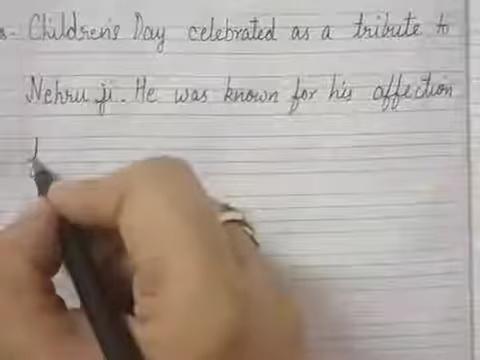 Children's Day celebrated as a tribute to
Nehru ji. He was known for his affection